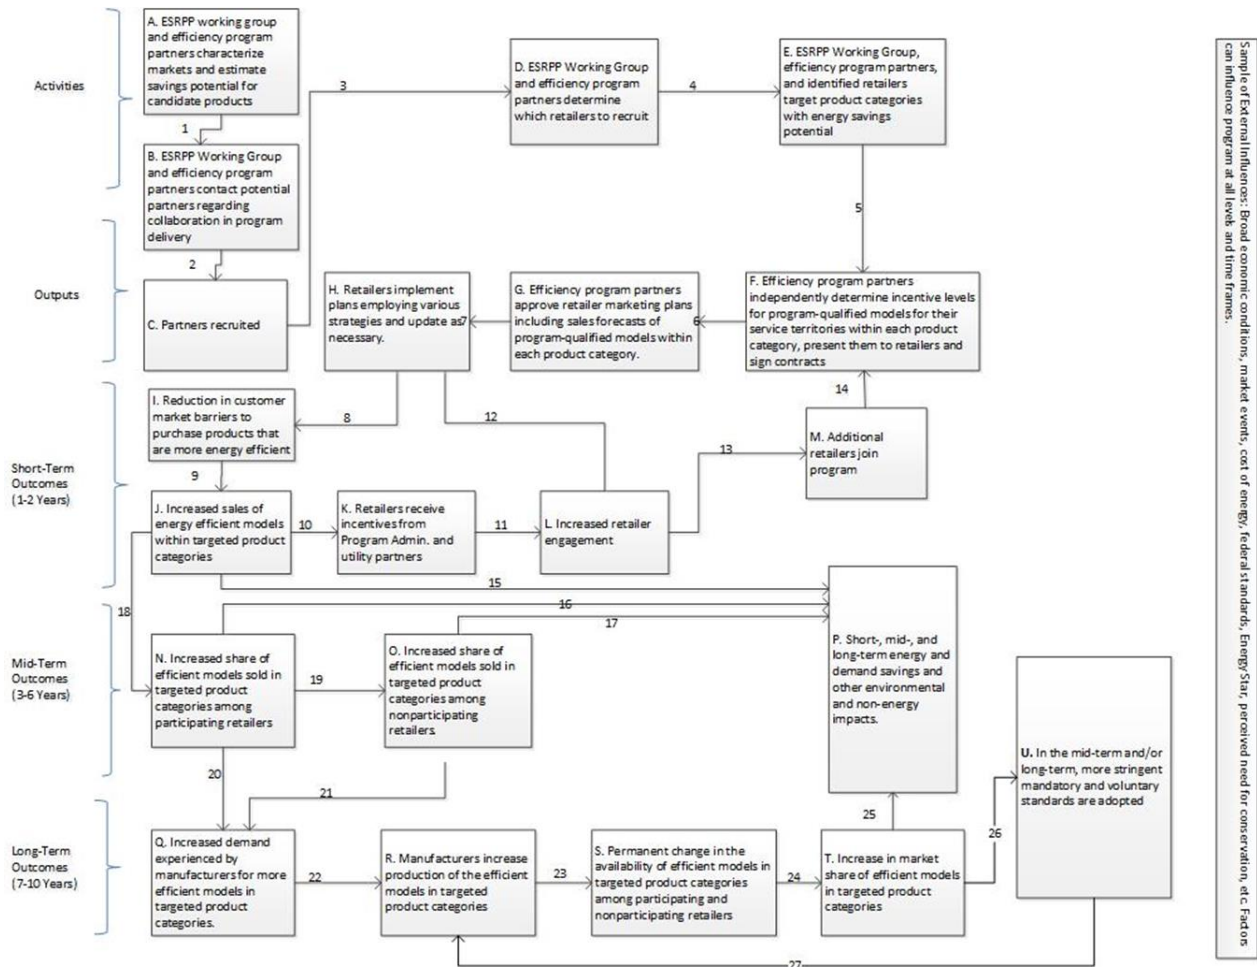 Activities
A. ESRPP working group
and efficiency program
partners characterize
markets and estimate
savings potential for
candidate products
1
B. ESRPP Working Group
and efficiency program
partners contact potential
partners regarding
collaboration in program
delivery
3
D. ESRPP Working Group
and efficiency program
partners determine
which retailers to recruit
4
E. ESRPP Working Group,
efficiency program partners,
and identified retailers
target product categories
with energy savings
potential
5
2
Outputs
C. Partners recruited
H. Retailers implement
plans employing various
strategies and update as
necessary.
7
G. Efficiency program partners
approve retailer marketing plans
including sales forecasts of
program-qualified models within
each product category.
6
F. Efficiency program partners
independently determine incentive levels
for program-qualified models for their
service territories within each product
category, present them to retailers and
sign contracts
14
Short-Term
Outcomes
(1-2 Years)
I. Reduction in customer
market barriers to
purchase products that
are more energy efficient
8
12
13
M. Additional
retailers join
program
9
J. Increased sales of
energy efficient models
within targeted product
categories
10
K. Retailers receive
incentives from
Program Admin. and
utility partners
11
L. Increased retailer
engagement
15
18
16
17
Mid-Term
Outcomes
(3-6 Years)
N. Increased share of
efficient models sold in
targeted product
categories among
participating retailers
19
O. Increased share of
efficient models sold in
targeted product
categories among
nonparticipating
retailers.
P. Short-, mid-, and
long-term energy and
demand savings and
other environmental
and non-energy
impacts.
U. In the mid-term and/or
long-term, more stringent
mandatory and voluntary
standards are adopted
20
21
25
26
Long-Term
Outcomes
(7-10 Years)
Q. Increased demand
experienced by
manufacturers for more
efficient models in
targeted product
categories.
22
R. Manufacturers increase
production of the efficient
models in targeted
product categories
23
S. Permanent change in the
availability of efficient models in
targeted product categories
among participating and
nonparticipating retailers
24
T. Increase in market
share of efficient models
in targeted product
categories
27
Sample of External Influences: Broad economic conditions, market events, cost of energy, federal standards, Energy Star, perceived need for conservation, etc. Factors
can influence program at all levels and time frames.